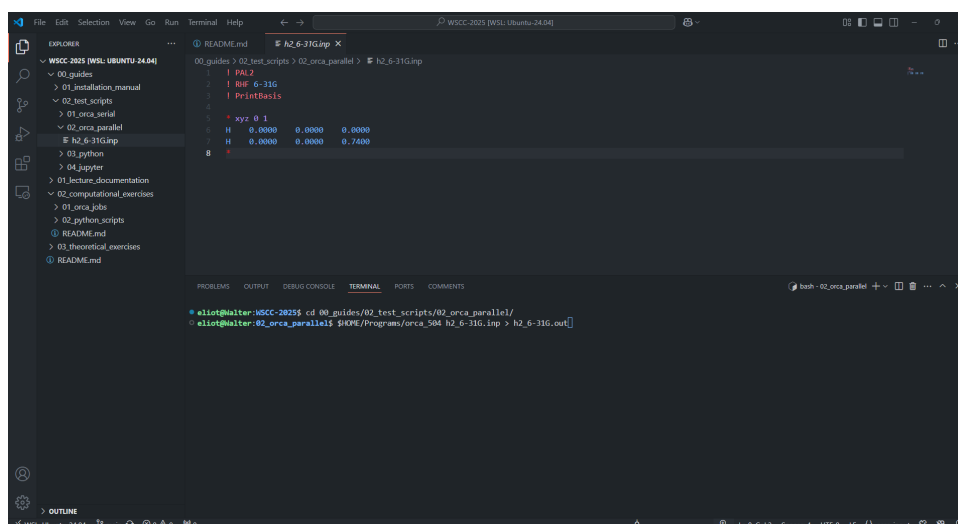 File Edit Selection View Go Run Terminal Help
WSCC-2025 [WSL: Ubuntu-24.04]
EXPLORER
WSCC-2025 [WSL: UBUNTU-24.04]
00_guides
01_installation_manual
02_test_scripts
01_orca_serial
02_orca_parallel
h2_6-31G.inp
03_python
04_jupyter
01_lecture_documentation
02_computational_exercises
01_orca_jobs
02_python_scripts
README.md
03_theoretical_exercises
README.md
OUTLINE
README.md h2_6-31G.inp
00_guides > 02_test_scripts > 02_orca_parallel > h2_6-31G.inp
1 ! PAL2
2 ! RHF 6-31G
3 ! PrintBasis
4
5 * xyz 0 1
6 H 0.0000 0.0000 0.0000
7 H 0.0000 0.0000 0.7400
8 *
PROBLEMS OUTPUT DEBUG CONSOLE TERMINAL PORTS COMMENTS
bash - 02_orca_parallel
eliot@Walter:WSCC-2025$ cd 00_guides/02_test_scripts/02_orca_parallel/
eliot@Walter:02_orca_parallel$ $HOME/Programs/orca_504 h2_6-31G.inp > h2_6-31G.out